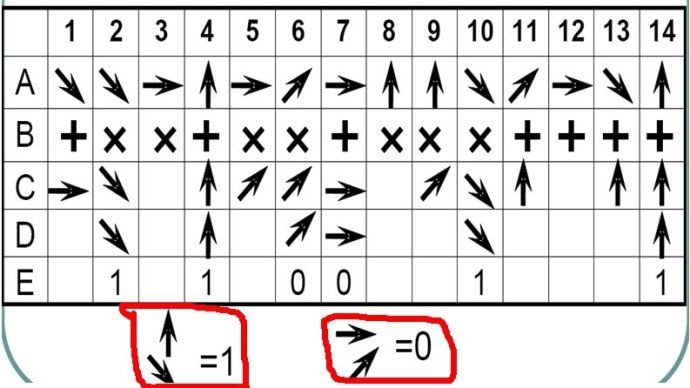 1 2 3 4 5 6 7 8 9 10 11 12 13 14
A ↘ ↘ → ↑ → ↗ → ↑ ↑ ↘ ↗ → ↘ ↑
B + × × + × × + × × × + + + +
C → ↘ ↑ ↗ ↗ → ↗ ↘ ↑ ↑ ↑
D ↘ ↑ ↗ → ↘ ↑
E 1 1 0 0 1 1
↑ ↘ =1
→ ↗ =0